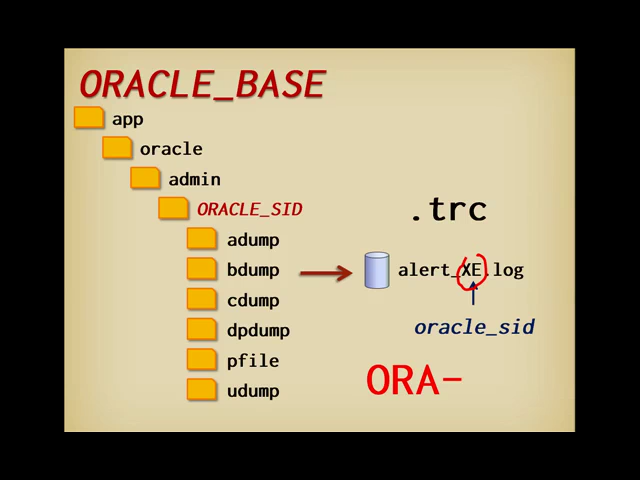 ORACLE_BASE
app
oracle
admin
ORACLE_SID
.trc
adump
bdump
alert_XE.log
cdump
dpdump
oracle_sid
pfile
ORA-
udump